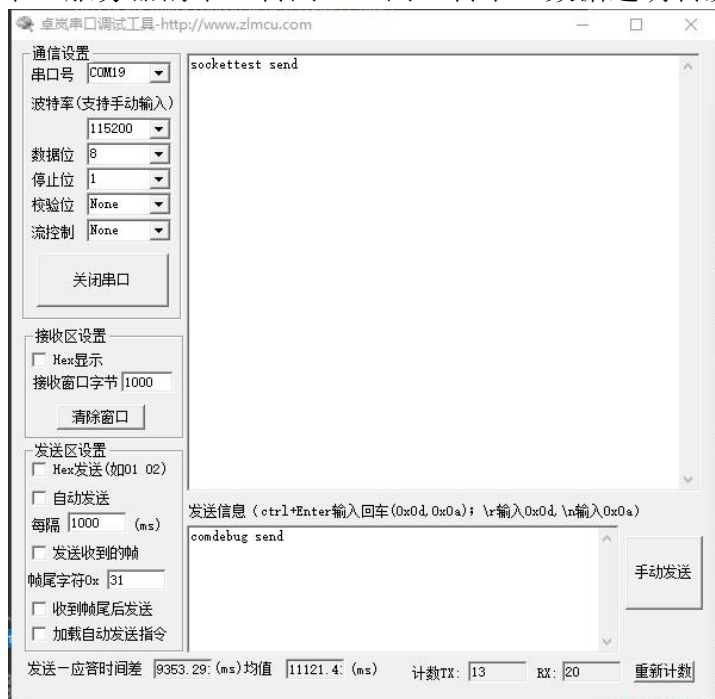 卓岚串口调试工具-http://www.zlmcu.com
通信设置
串口号 COM19
波特率(支持手动输入)
115200
数据位 8
停止位 1
校验位 None
流控制 None
关闭串口
接收区设置
Hex显示
接收窗口字节 1000
清除窗口
发送区设置
Hex发送(如01 02)
自动发送
每隔 1000 (ms)
发送收到的帧
帧尾字符0x 31
收到帧尾后发送
加载自动发送指令
sockettest send
发送信息(ctrl+Enter输入回车(0x0d,0x0a); \r输入0x0d,\n输入0x0a)
comdebug send
手动发送
发送—应答时间差 9353.29: (ms)均值 11121.4: (ms) 计数TX: 13 RX: 20 重新计数